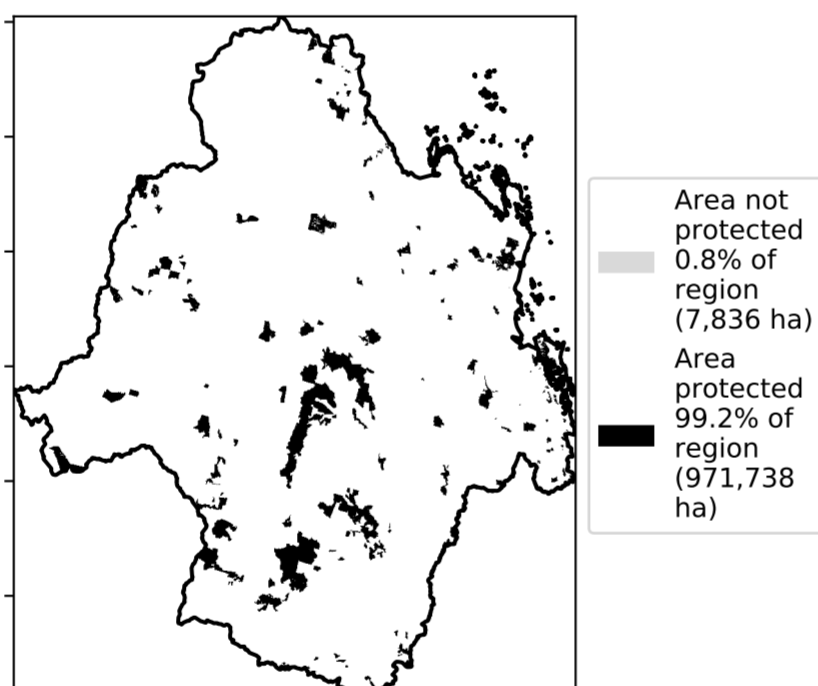 Area not
protected
0.8% of
region
(7,836 ha)
Area
protected
99.2% of
region
(971,738
ha)